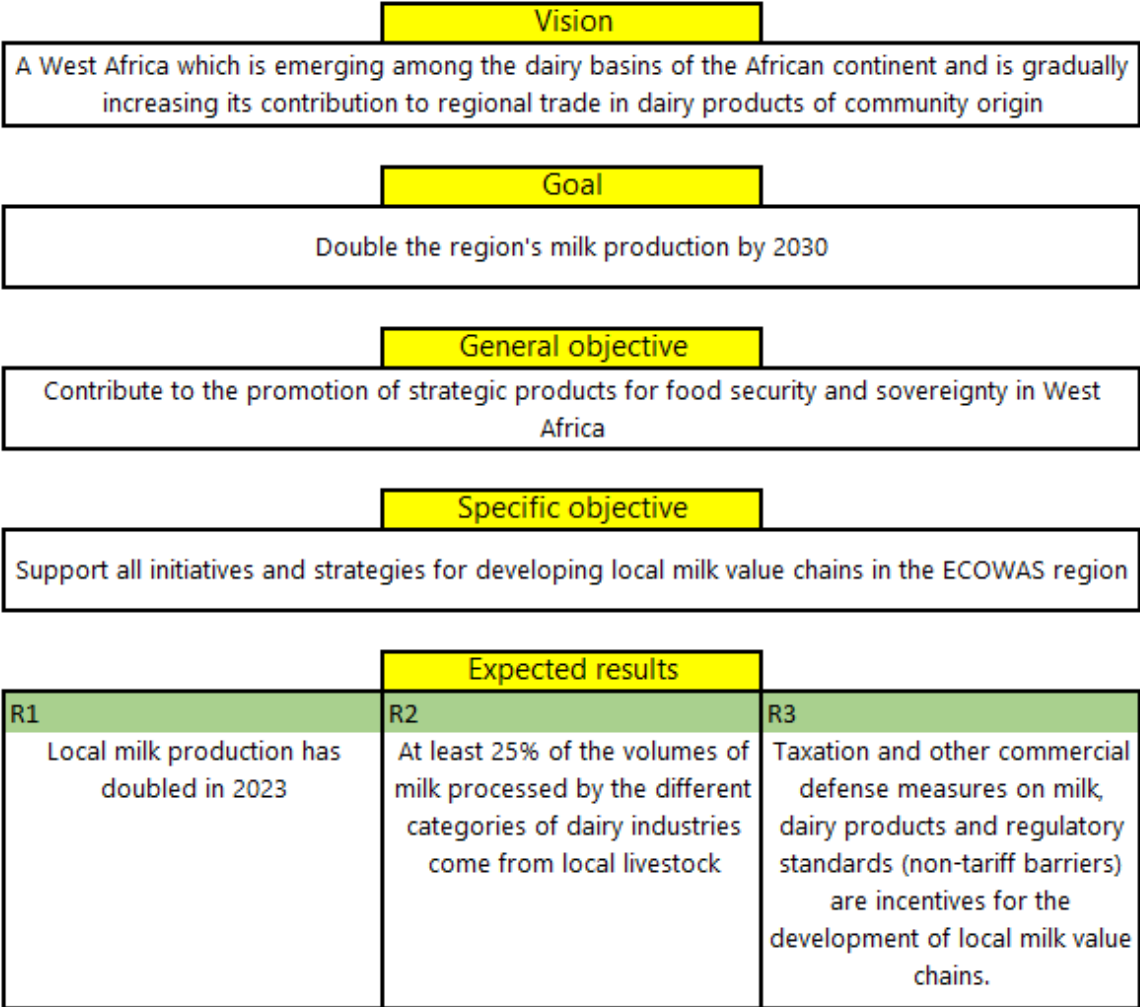 Vision
A West Africa which is emerging among the dairy basins of the African continent and is gradually
increasing its contribution to regional trade in dairy products of community origin
Goal
Double the region's milk production by 2030
General objective
Contribute to the promotion of strategic products for food security and sovereignty in West
Africa
Specific objective
Support all initiatives and strategies for developing local milk value chains in the ECOWAS region
Expected results
R1
Local milk production has
doubled in 2023
R2
At least 25% of the volumes of
milk processed by the different
categories of dairy industries
come from local livestock
R3
Taxation and other commercial
defense measures on milk,
dairy products and regulatory
standards (non-tariff barriers)
are incentives for the
development of local milk value
chains.